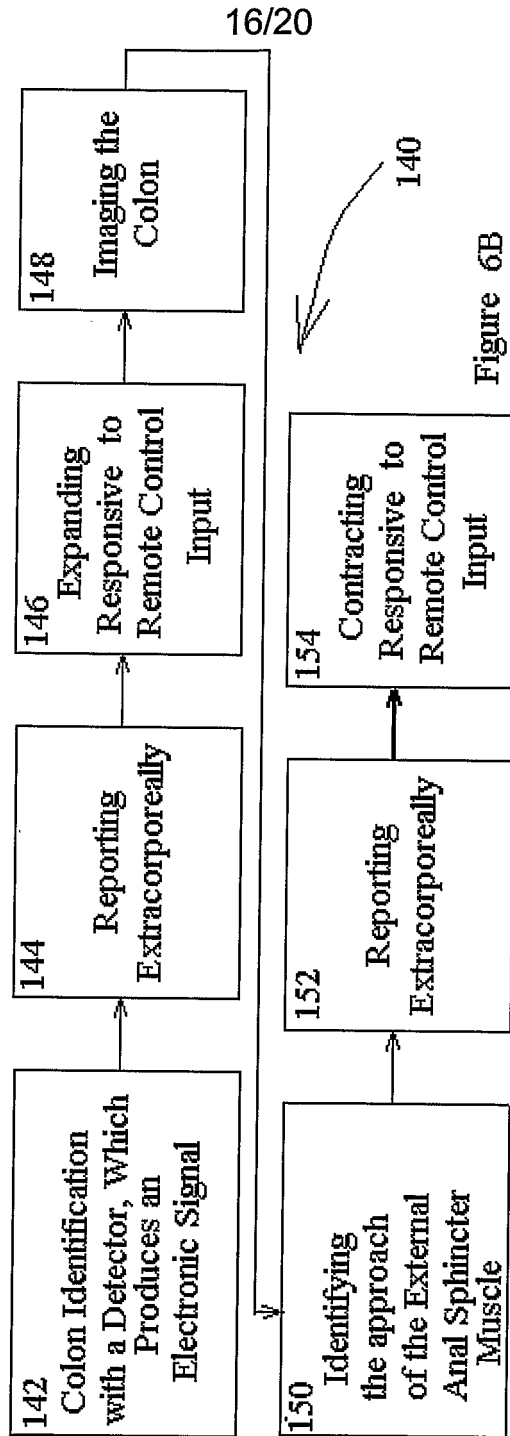 16/20
142
Colon Identification
with a Detector, Which
Produces an
Electronic Signal
144
Reporting
Extracorporeally
146
Expanding
Responsive to
Remote Control
Input
148
Imaging the
Colon
150
Identifying
the approach
of the External
Anal Sphincter
Muscle
152
Reporting
Extracorporeally
154
Contracting
Responsive to
Remote Control
Input
140
Figure 6B